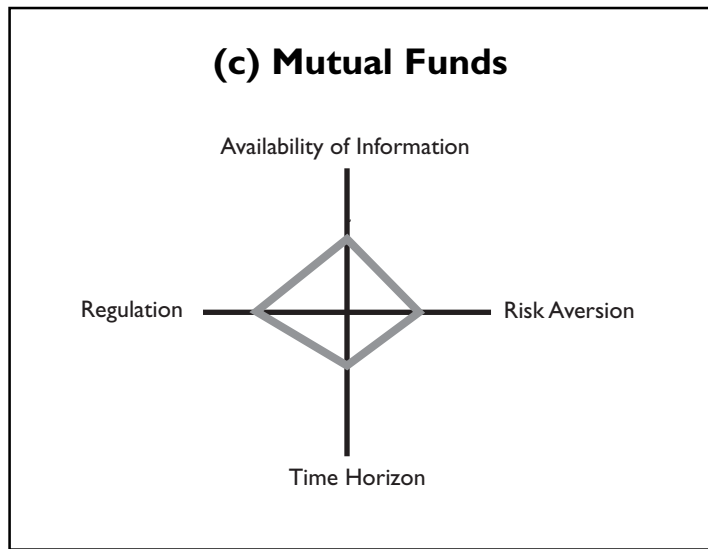 (c) Mutual Funds
Availability of Information
Regulation
Risk Aversion
Time Horizon